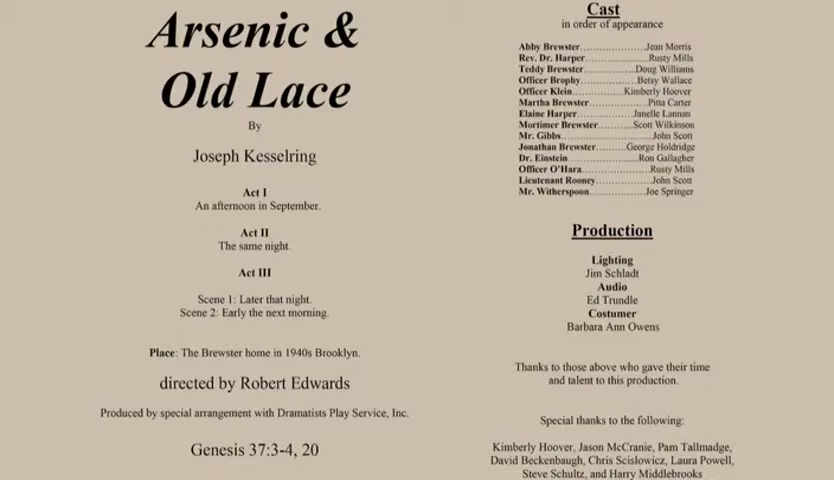 Arsenic &
Old Lace
By
Joseph Kesselring
Act I
An afternoon in September.
Act II
The same night.
Act III
Scene 1: Later that night.
Scene 2: Early the next morning.
Place: The Brewster home in 1940s Brooklyn.
directed by Robert Edwards
Produced by special arrangement with Dramatists Play Service, Inc.
Genesis 37:3-4, 20
Cast
in order of appearance
Abby Brewster......................Jean Morris
Rev. Dr. Harper......................Rusty Mills
Teddy Brewster..................Doug Williams
Officer Brophy...................Betsy Wallace
Officer Klein..................Kimberly Hoover
Martha Brewster....................Pitta Carter
Elaine Harper...................Janelle Lannan
Mortimer Brewster............Scott Wilkinson
Mr. Gibbs...............................John Scott
Jonathan Brewster..........George Holdridge
Dr. Einstein........................Ron Gallagher
Officer O'Hara.......................Rusty Mills
Lieutenant Rooney...................John Scott
Mr. Witherspoon...................Joe Springer
Production
Lighting
Jim Schladt
Audio
Ed Trundle
Costumer
Barbara Ann Owens
Thanks to those above who gave their time
and talent to this production.
Special thanks to the following:
Kimberly Hoover, Jason McCranie, Pam Tallmadge,
David Beckenbaugh, Chris Scislowicz, Laura Powell,
Steve Schultz, and Harry Middlebrooks